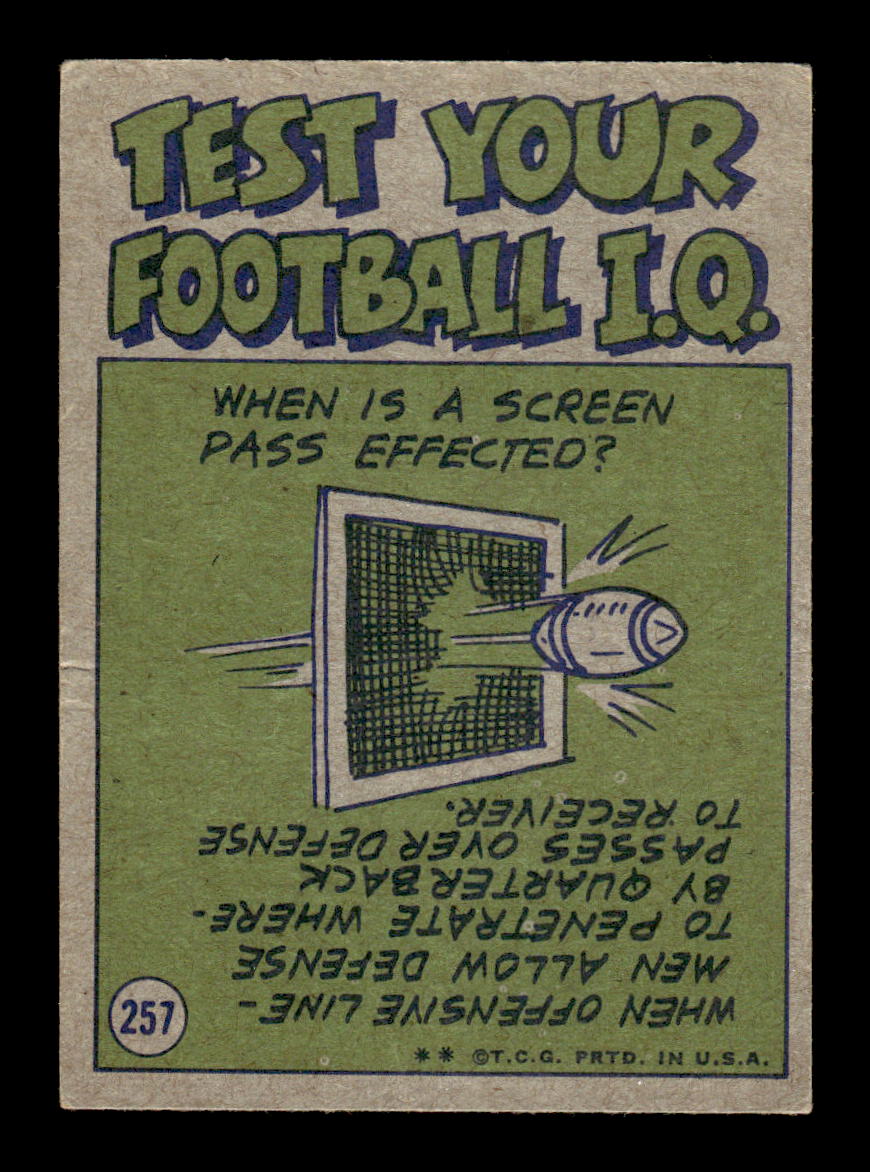 TEST YOUR
FOOTBALL I.Q.
WHEN IS A SCREEN
PASS EFFECTED?
WHEN OFFENSIVE LINE-
MEN ALLOW DEFENSE
TO PENETRATE WHERE-
BY QUARTERBACK
PASSES OVER DEFENSE
TO RECEIVER.
257
** ©T.C.G. PRTD. IN U.S.A.